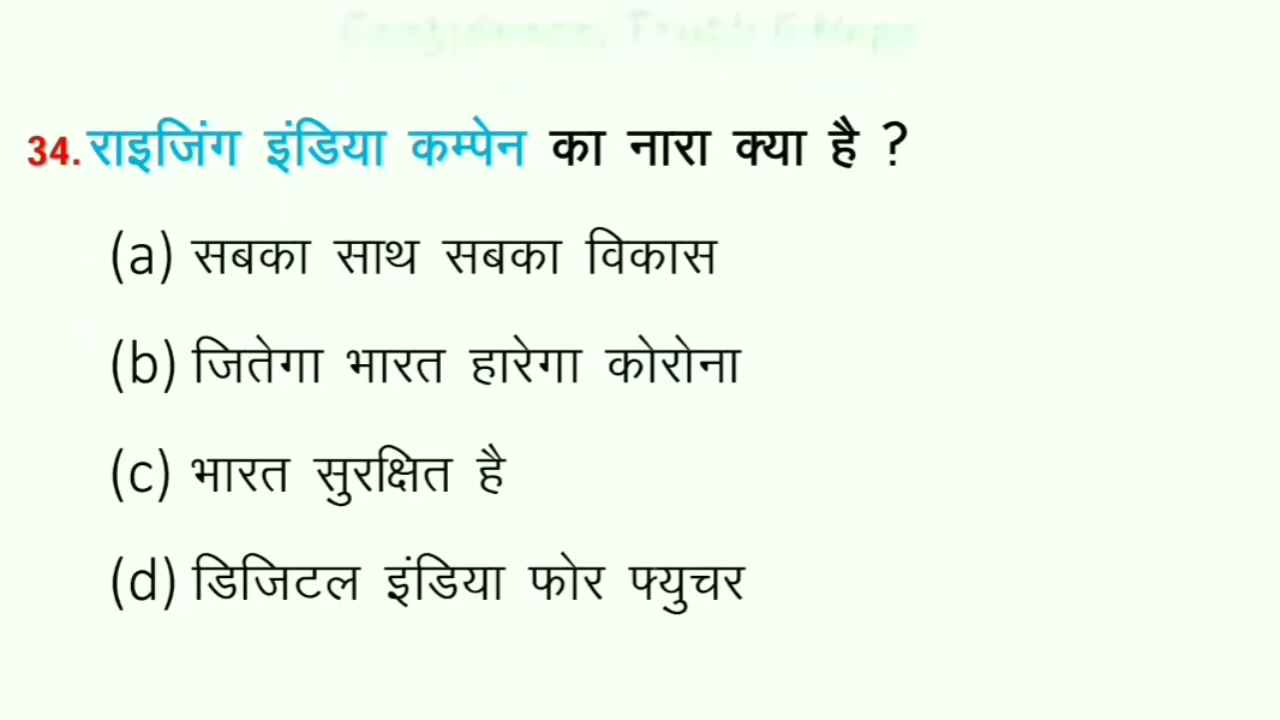 34. राइजिंग इंडिया कम्पेन का नारा क्या है ?
(a) सबका साथ सबका विकास
(b) जितेगा भारत हारेगा कोरोना
(c) भारत सुरक्षित है
(d) डिजिटल इंडिया फोर फ्युचर